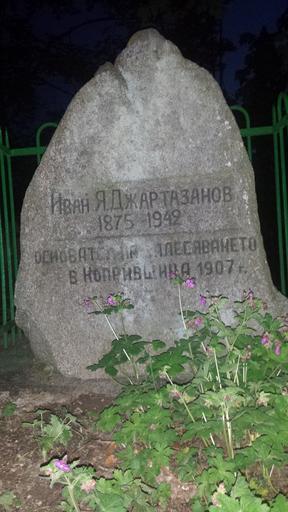 Иван Я.Джартазанов
1875-1942
основател на залесяването
в Копривщица 1907 г.